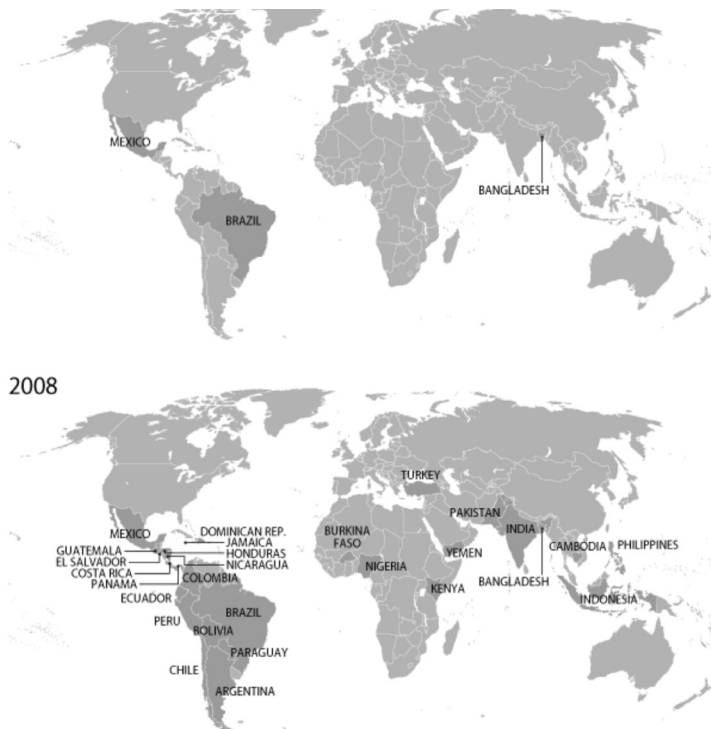 MEXICO
BRAZIL
BANGLADESH
2008
TURKEY
MEXICO
DOMINICAN REP.
JAMAICA
GUATEMALA
HONDURAS
EL SALVADOR
NICARAGUA
COSTA RICA
PANAMA
COLOMBIA
ECUADOR
PERU
BRAZIL
BOLIVIA
PARAGUAY
CHILE
ARGENTINA
BURKINA
FASO
NIGERIA
YEMEN
KENYA
PAKISTAN
INDIA
BANGLADESH
CAMBODIA
PHILIPPINES
INDONESIA